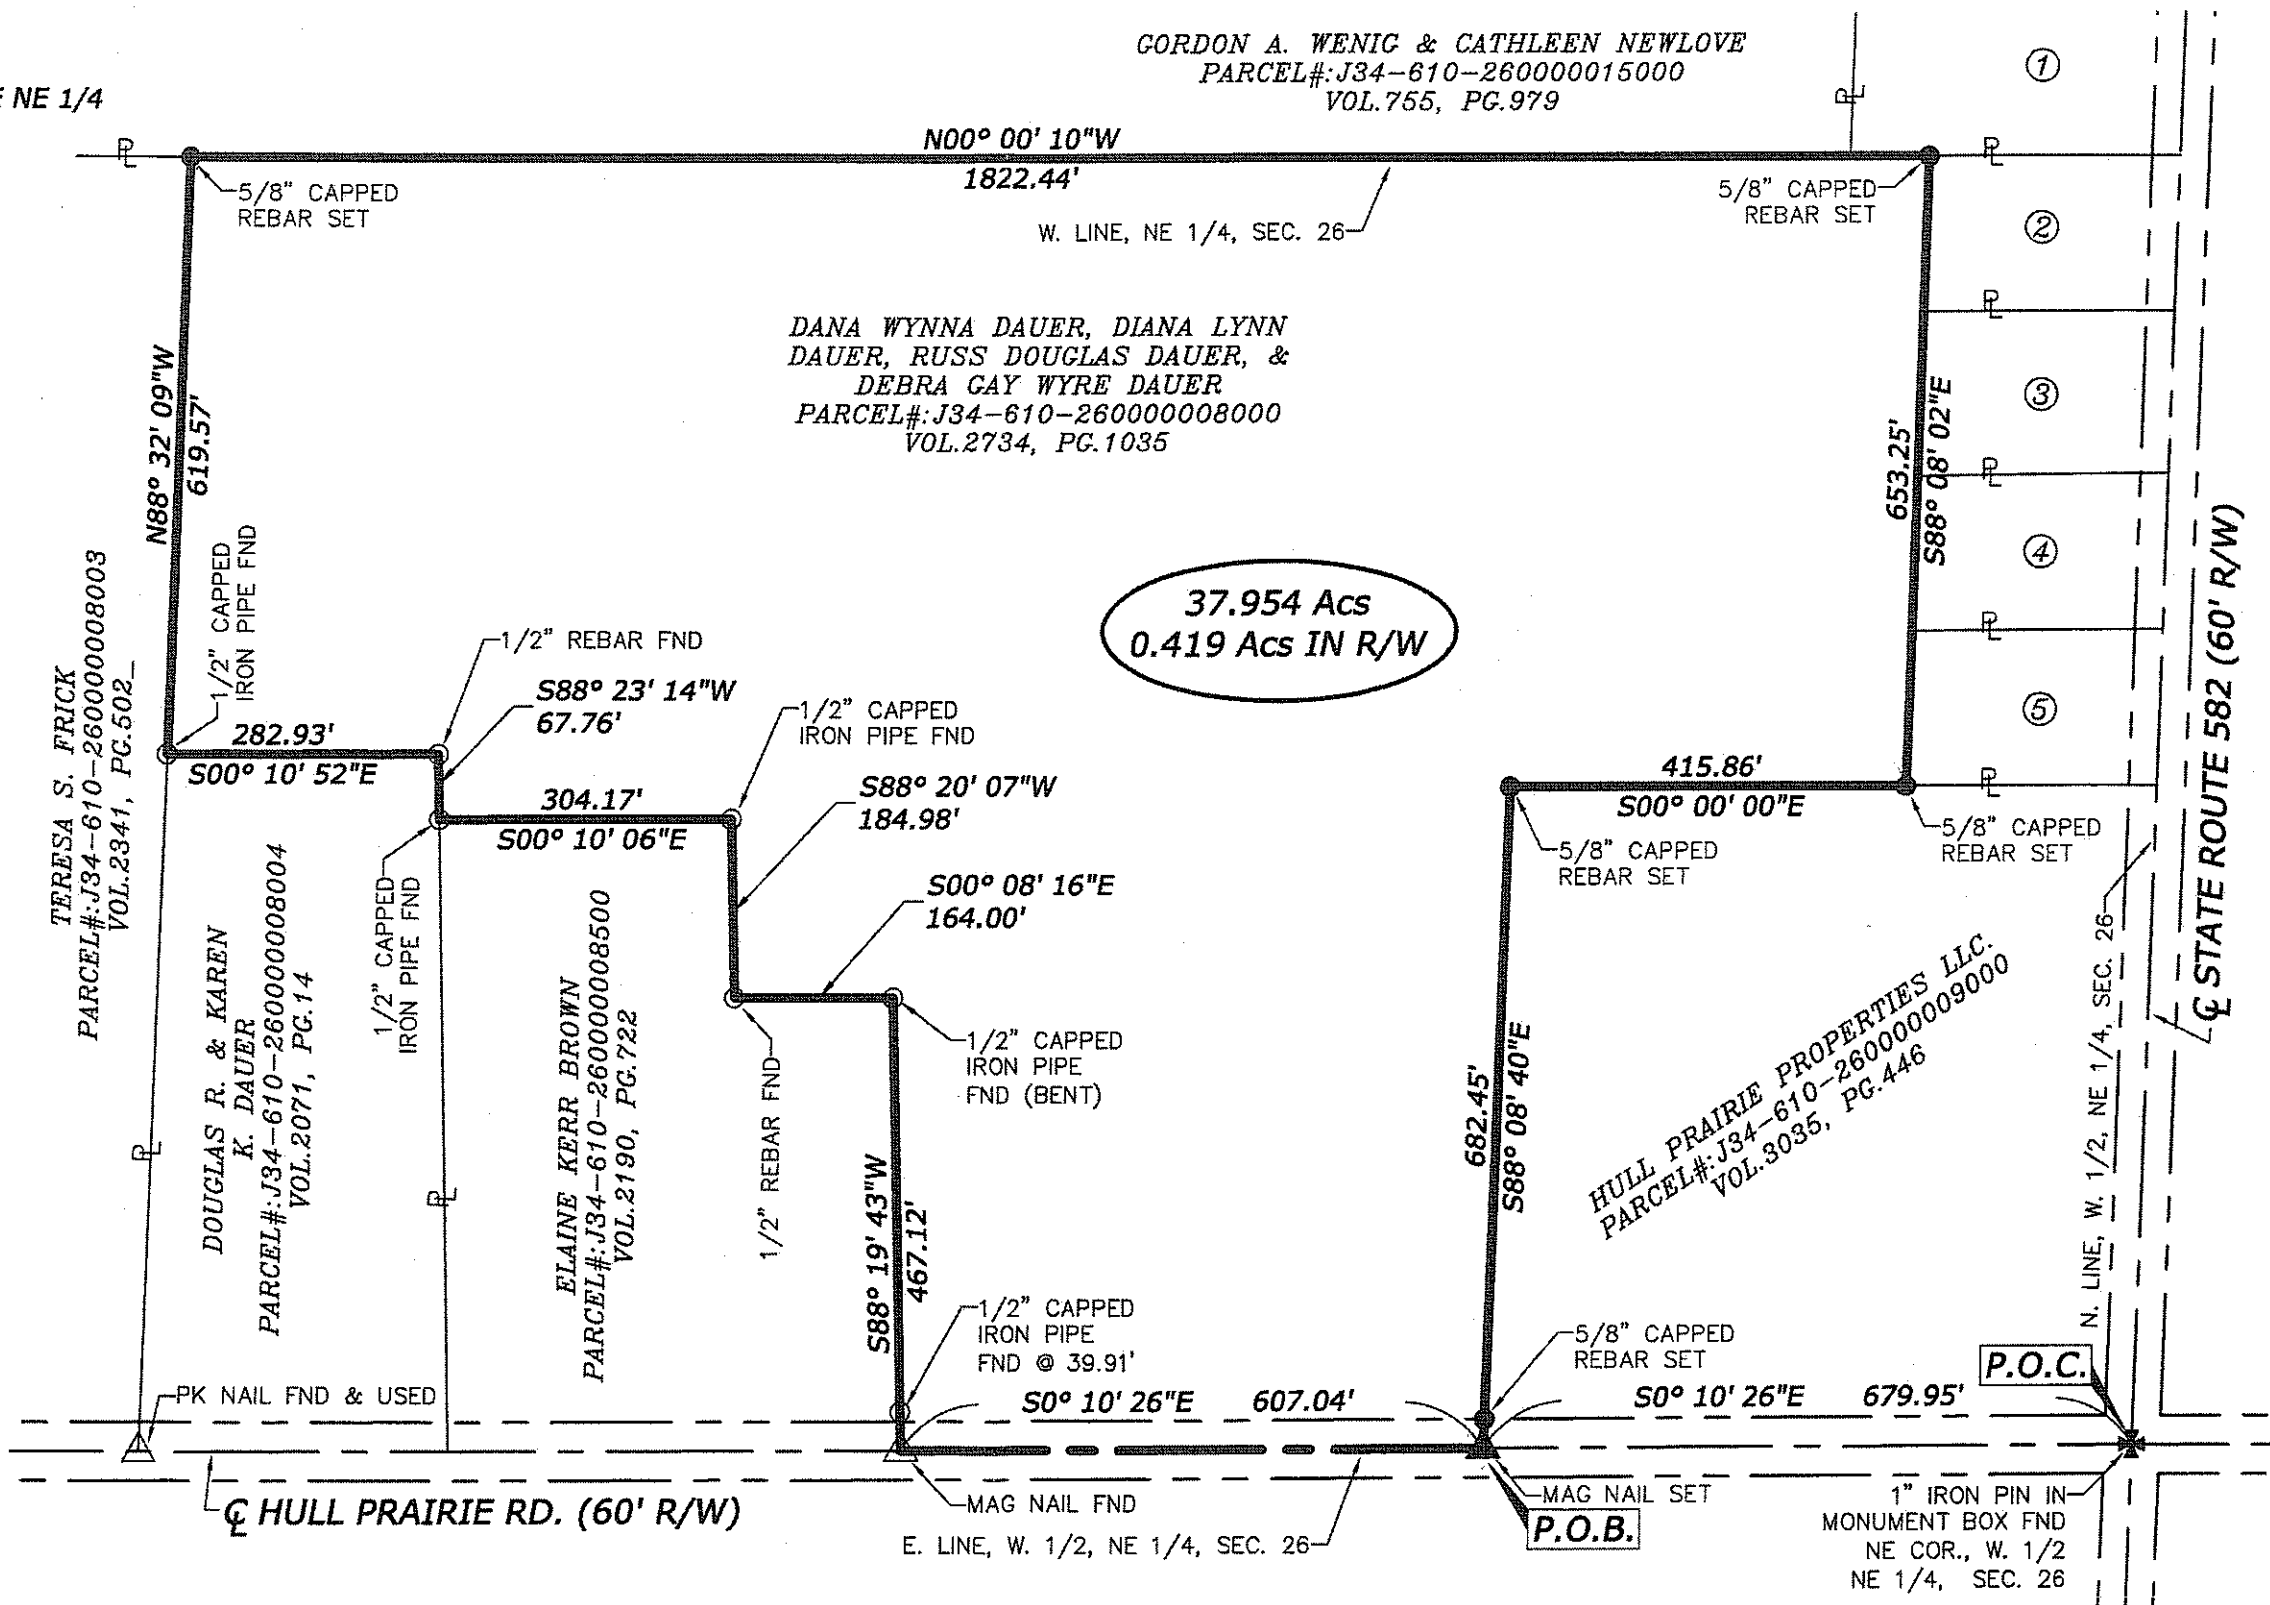 GORDON A. WENIG & CATHLEEN NEWLOVE
PARCEL#:J34-610-260000015000
VOL.755, PG.979
NE 1/4
N00° 00' 10"W
1822.44'
5/8" CAPPED
REBAR SET
5/8" CAPPED
REBAR SET
W. LINE, NE 1/4, SEC. 26
DANA WYNNA DAUER, DIANA LYNN
DAUER, RUSS DOUGLAS DAUER, &
DEBRA GAY WYRE DAUER
PARCEL#:J34-610-260000008000
VOL.2734, PG.1035
N88° 32' 09"W
619.57'
653.25'
S88° 08' 02"E
1
2
3
4
5
37.954 Acs
0.419 Acs IN R/W
1/2" CAPPED
IRON PIPE FND
1/2" REBAR FND
S88° 23' 14"W
67.76'
282.93'
S00° 10' 52"E
1/2" CAPPED
IRON PIPE FND
304.17'
S00° 10' 06"E
S88° 20' 07"W
184.98'
S00° 08' 16"E
164.00'
415.86'
S00° 00' 00"E
5/8" CAPPED
REBAR SET
5/8" CAPPED
REBAR SET
TERESA S. FRICK
PARCEL#:J34-610-260000008003
VOL.2341, PG.502_
DOUGLAS R. & KAREN
K. DAUER
PARCEL#:J34-610-260000008004
VOL.2071, PG.14
1/2" CAPPED
IRON PIPE FND
ELAINE KERR BROWN
PARCEL#:J34-610-260000008500
VOL.2190, PG.722
1/2" REBAR FND
1/2" CAPPED
IRON PIPE
FND (BENT)
S88° 19' 43"W
467.12'
682.45'
S88° 08' 40"E
HULL PRAIRIE PROPERTIES LLC.
PARCEL#:J34-610-260000009000
VOL.3035, PG.446
N. LINE, W. 1/2, NE 1/4, SEC. 26
℄ STATE ROUTE 582 (60' R/W)
1/2" CAPPED
IRON PIPE
FND @ 39.91'
5/8" CAPPED
REBAR SET
P.O.C.
PK NAIL FND & USED
S0° 10' 26"E 607.04'
S0° 10' 26"E 679.95'
℄ HULL PRAIRIE RD. (60' R/W)
MAG NAIL FND
MAG NAIL SET
P.O.B.
E. LINE, W. 1/2, NE 1/4, SEC. 26
1" IRON PIN IN
MONUMENT BOX FND
NE COR., W. 1/2
NE 1/4, SEC. 26